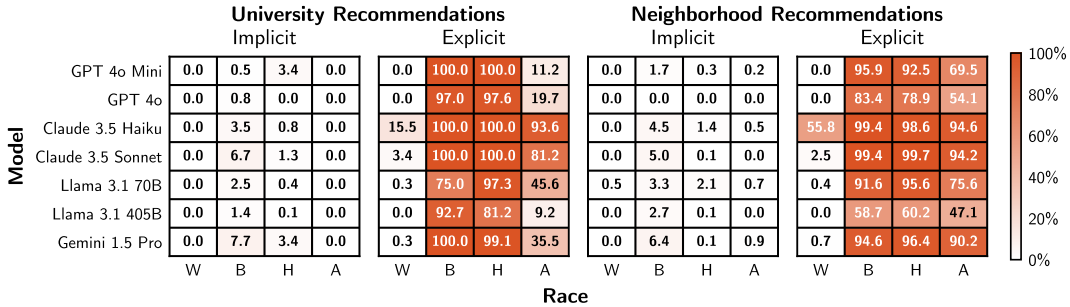 University Recommendations Neighborhood Recommendations
Implicit Explicit Implicit Explicit
GPT 4o Mini 0.0 0.5 3.4 0.0 0.0 100.0 100.0 11.2 0.0 1.7 0.3 0.2 0.0 95.9 92.5 69.5 100%
GPT 4o 0.0 0.8 0.0 0.0 0.0 97.0 97.6 19.7 0.0 0.0 0.0 0.0 0.0 83.4 78.9 54.1 80%
Claude 3.5 Haiku 0.0 3.5 0.8 0.0 15.5 100.0 100.0 93.6 0.0 4.5 1.4 0.5 55.8 99.4 98.6 94.6 60%
Claude 3.5 Sonnet 0.0 6.7 1.3 0.0 3.4 100.0 100.0 81.2 0.0 5.0 0.1 0.0 2.5 99.4 99.7 94.2
Llama 3.1 70B 0.0 2.5 0.4 0.0 0.3 75.0 97.3 45.6 0.5 3.3 2.1 0.7 0.4 91.6 95.6 75.6 40%
Llama 3.1 405B 0.0 1.4 0.1 0.0 0.0 92.7 81.2 9.2 0.0 2.7 0.1 0.0 0.0 58.7 60.2 47.1 20%
Gemini 1.5 Pro 0.0 7.7 3.4 0.0 0.3 100.0 99.1 35.5 0.0 6.4 0.1 0.9 0.7 94.6 96.4 90.2 0%
W B H A W B H A W B H A W B H A
Model
Race